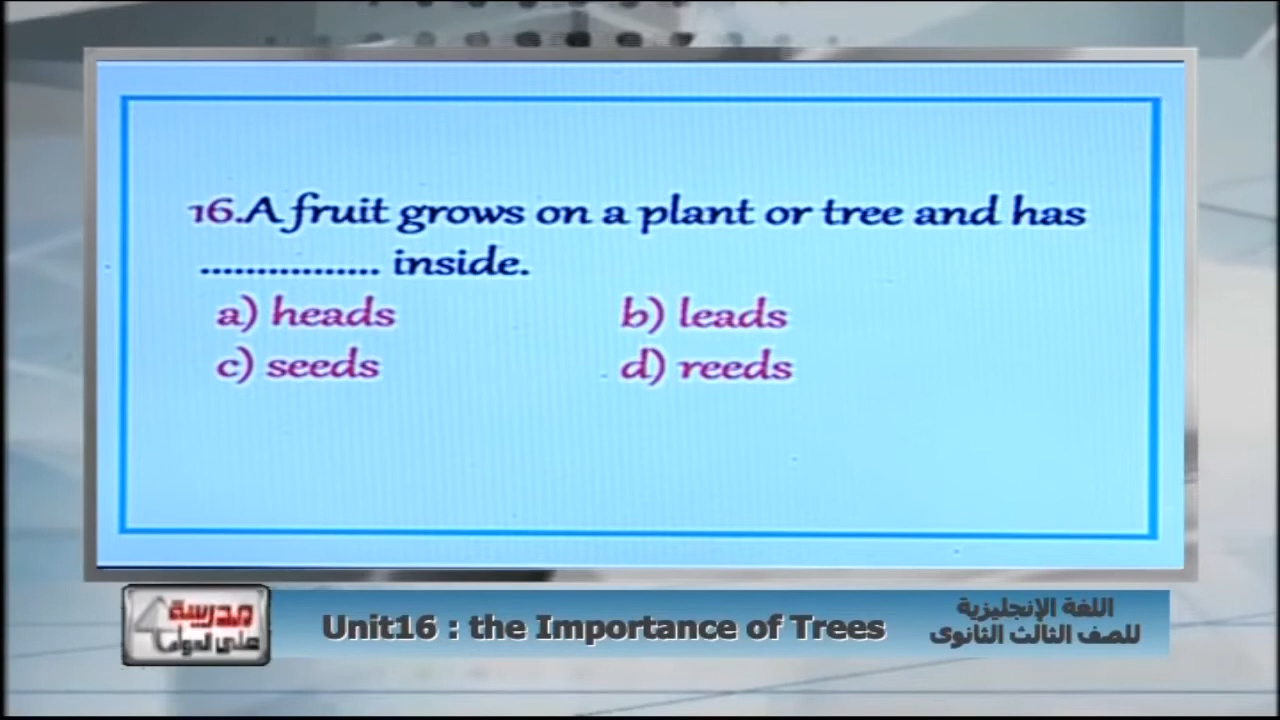 16.A fruit grows on a plant or tree and has
................ inside.
a) heads b) leads
c) seeds d) reeds
مدرسة
على الهواء
Unit16 : the Importance of Trees
اللغة الإنجليزية
للصف الثالث الثانوى